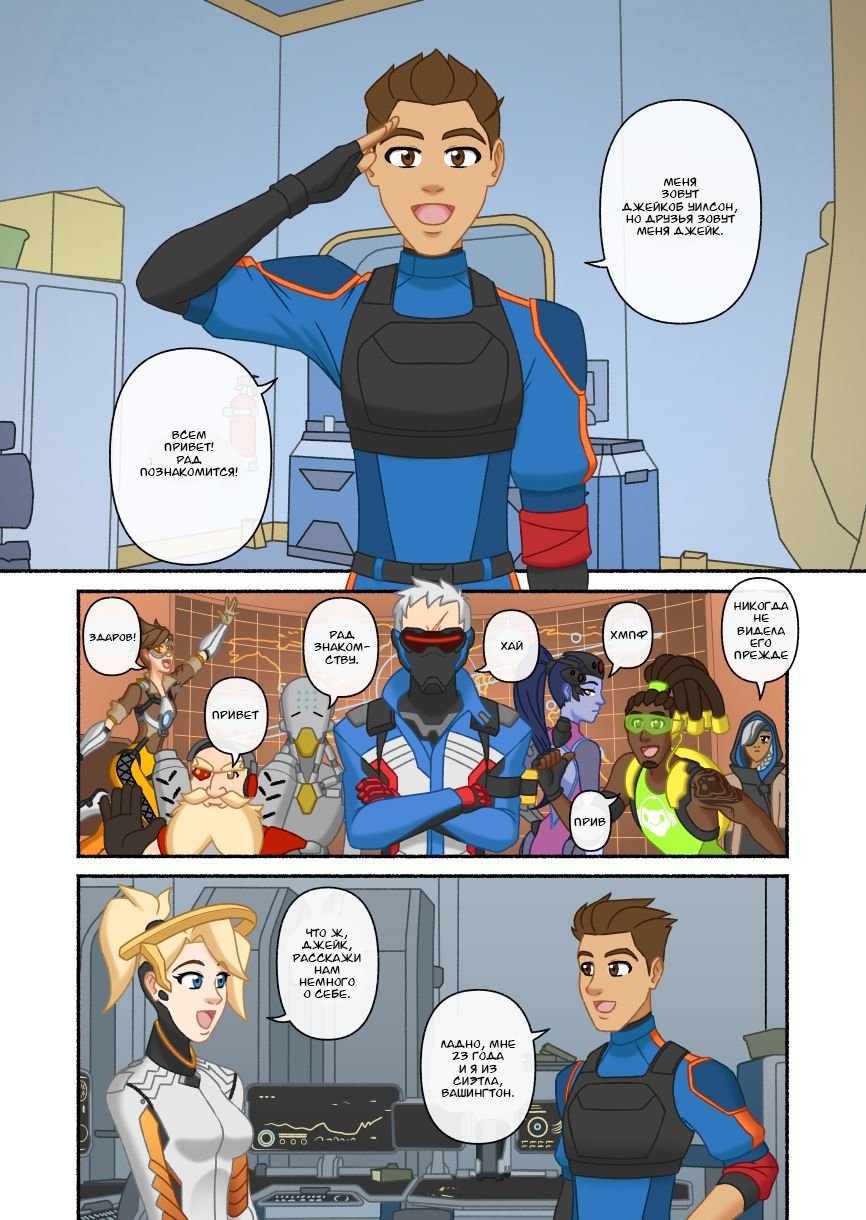 МЕНЯ
ЗОВУТ
ДЖЕЙКОБ УИЛСОН,
НО ДРУЗЬЯ ЗОВУТ
МЕНЯ ДЖЕЙК.
ВСЕМ
ПРИВЕТ!
РАД
ПОЗНАКОМИТСЯ!
ЗДАРОВ!
ПРИВЕТ
РАД
ЗНАКОМ-
СТВУ.
ХАЙ
ХМПФ
ПРИВ
НИКОГДА
НЕ
ВИДЕЛА
ЕГО
ПРЕЖДЕ
ЧТО Ж,
ДЖЕЙК,
РАССКАЖИ
НАМ
НЕМНОГО
О СЕБЕ.
ЛАДНО, МНЕ
23 ГОДА
И Я ИЗ
СИЭТЛА,
ВАШИНГТОН.